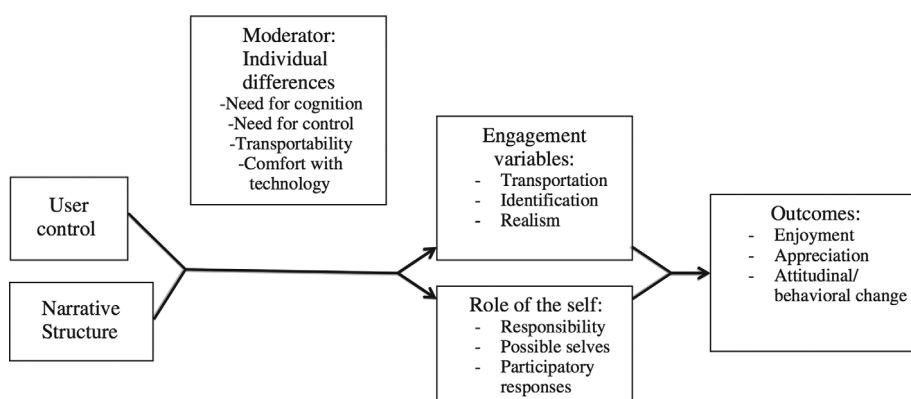 Moderator:
Individual
differences
-Need for cognition
-Need for control
-Transportability
-Comfort with
technology
User
control
Narrative
Structure
Engagement
variables:
- Transportation
- Identification
- Realism
Role of the self:
- Responsibility
- Possible selves
- Participatory
responses
Outcomes:
- Enjoyment
- Appreciation
- Attitudinal/
behavioral change